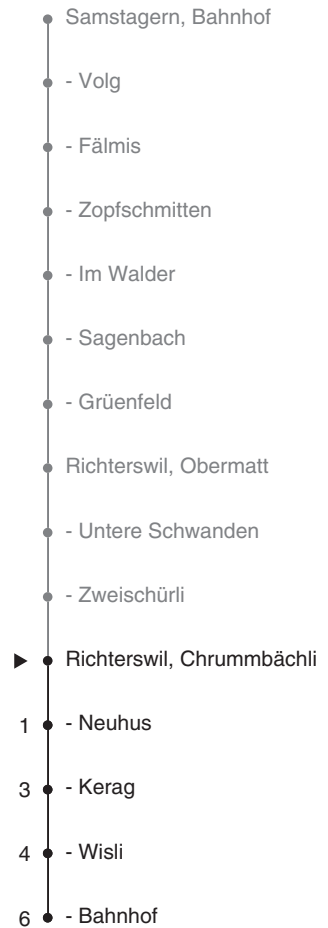 Samstagern, Bahnhof
- Volg
- Fälmis
- Zopfschmitten
- Im Walder
- Sagenbach
- Grüenfeld
Richterswil, Obermatt
- Untere Schwanden
- Zweischürli
Richterswil, Chrummbächli
1 - Neuhus
3 - Kerag
4 - Wisli
6 - Bahnhof